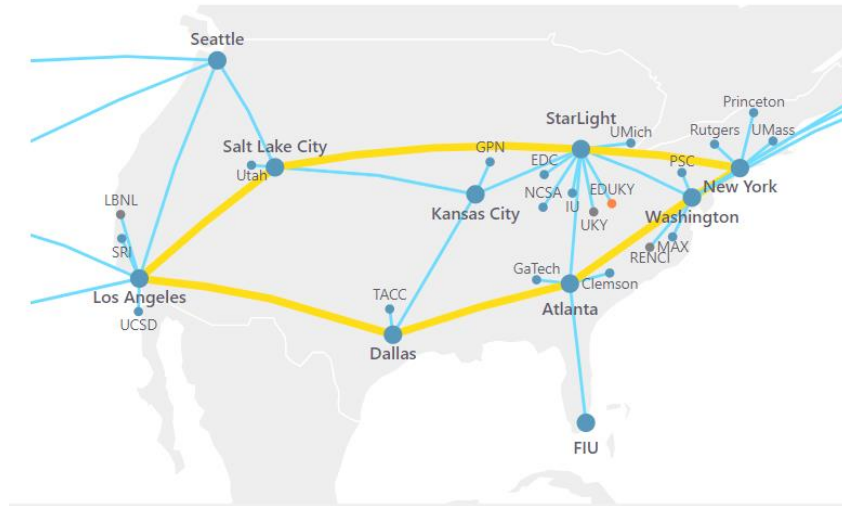 Seattle
Princeton
StarLight
UMich
Rutgers
UMass
Salt Lake City
GPN
EDC
PSC
Utah
New York
LBNL
NCSA
EDUKY
IU
Kansas City
Washington
UKY
SRI
MAX
RENCI
GaTech
Clemson
Los Angeles
TACC
Atlanta
UCSD
Dallas
FIU